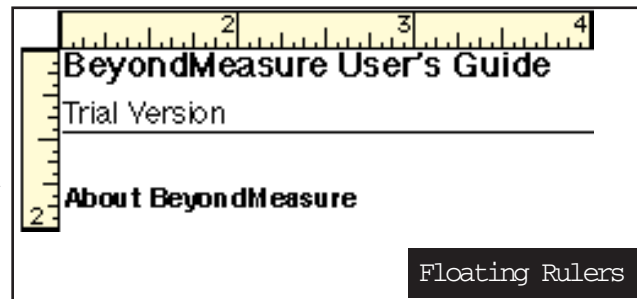 2 3 4
BeyondMeasure User's Guide
Trial Version
About BeyondMeasure
2
Floating Rulers